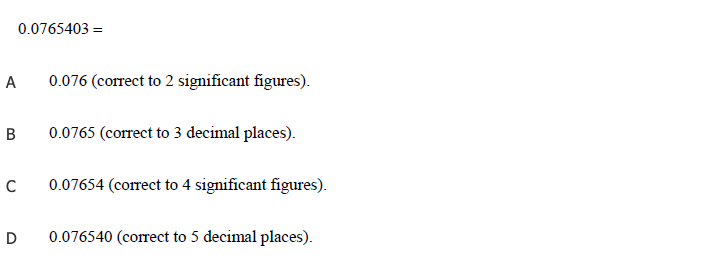 0.0765403 =
A 0.076 (correct to 2 significant figures).
B 0.0765 (correct to 3 decimal places).
C 0.07654 (correct to 4 significant figures).
D 0.076540 (correct to 5 decimal places).